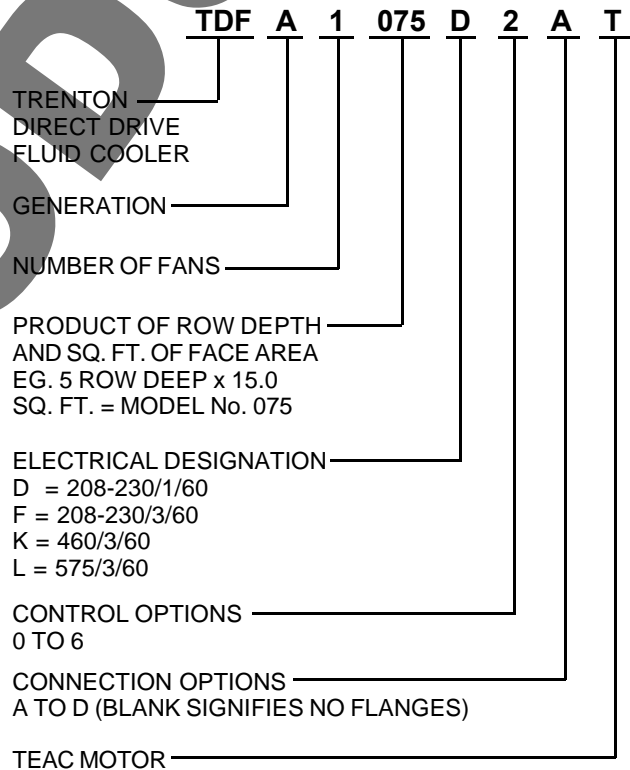 TDF A 1 075 D 2 A T
TRENTON
DIRECT DRIVE
FLUID COOLER
GENERATION
NUMBER OF FANS
PRODUCT OF ROW DEPTH
AND SQ. FT. OF FACE AREA
EG. 5 ROW DEEP x 15.0
SQ. FT. = MODEL No. 075
ELECTRICAL DESIGNATION
D = 208-230/1/60
F = 208-230/3/60
K = 460/3/60
L = 575/3/60
CONTROL OPTIONS
0 TO 6
CONNECTION OPTIONS
A TO D (BLANK SIGNIFIES NO FLANGES)
TEAC MOTOR